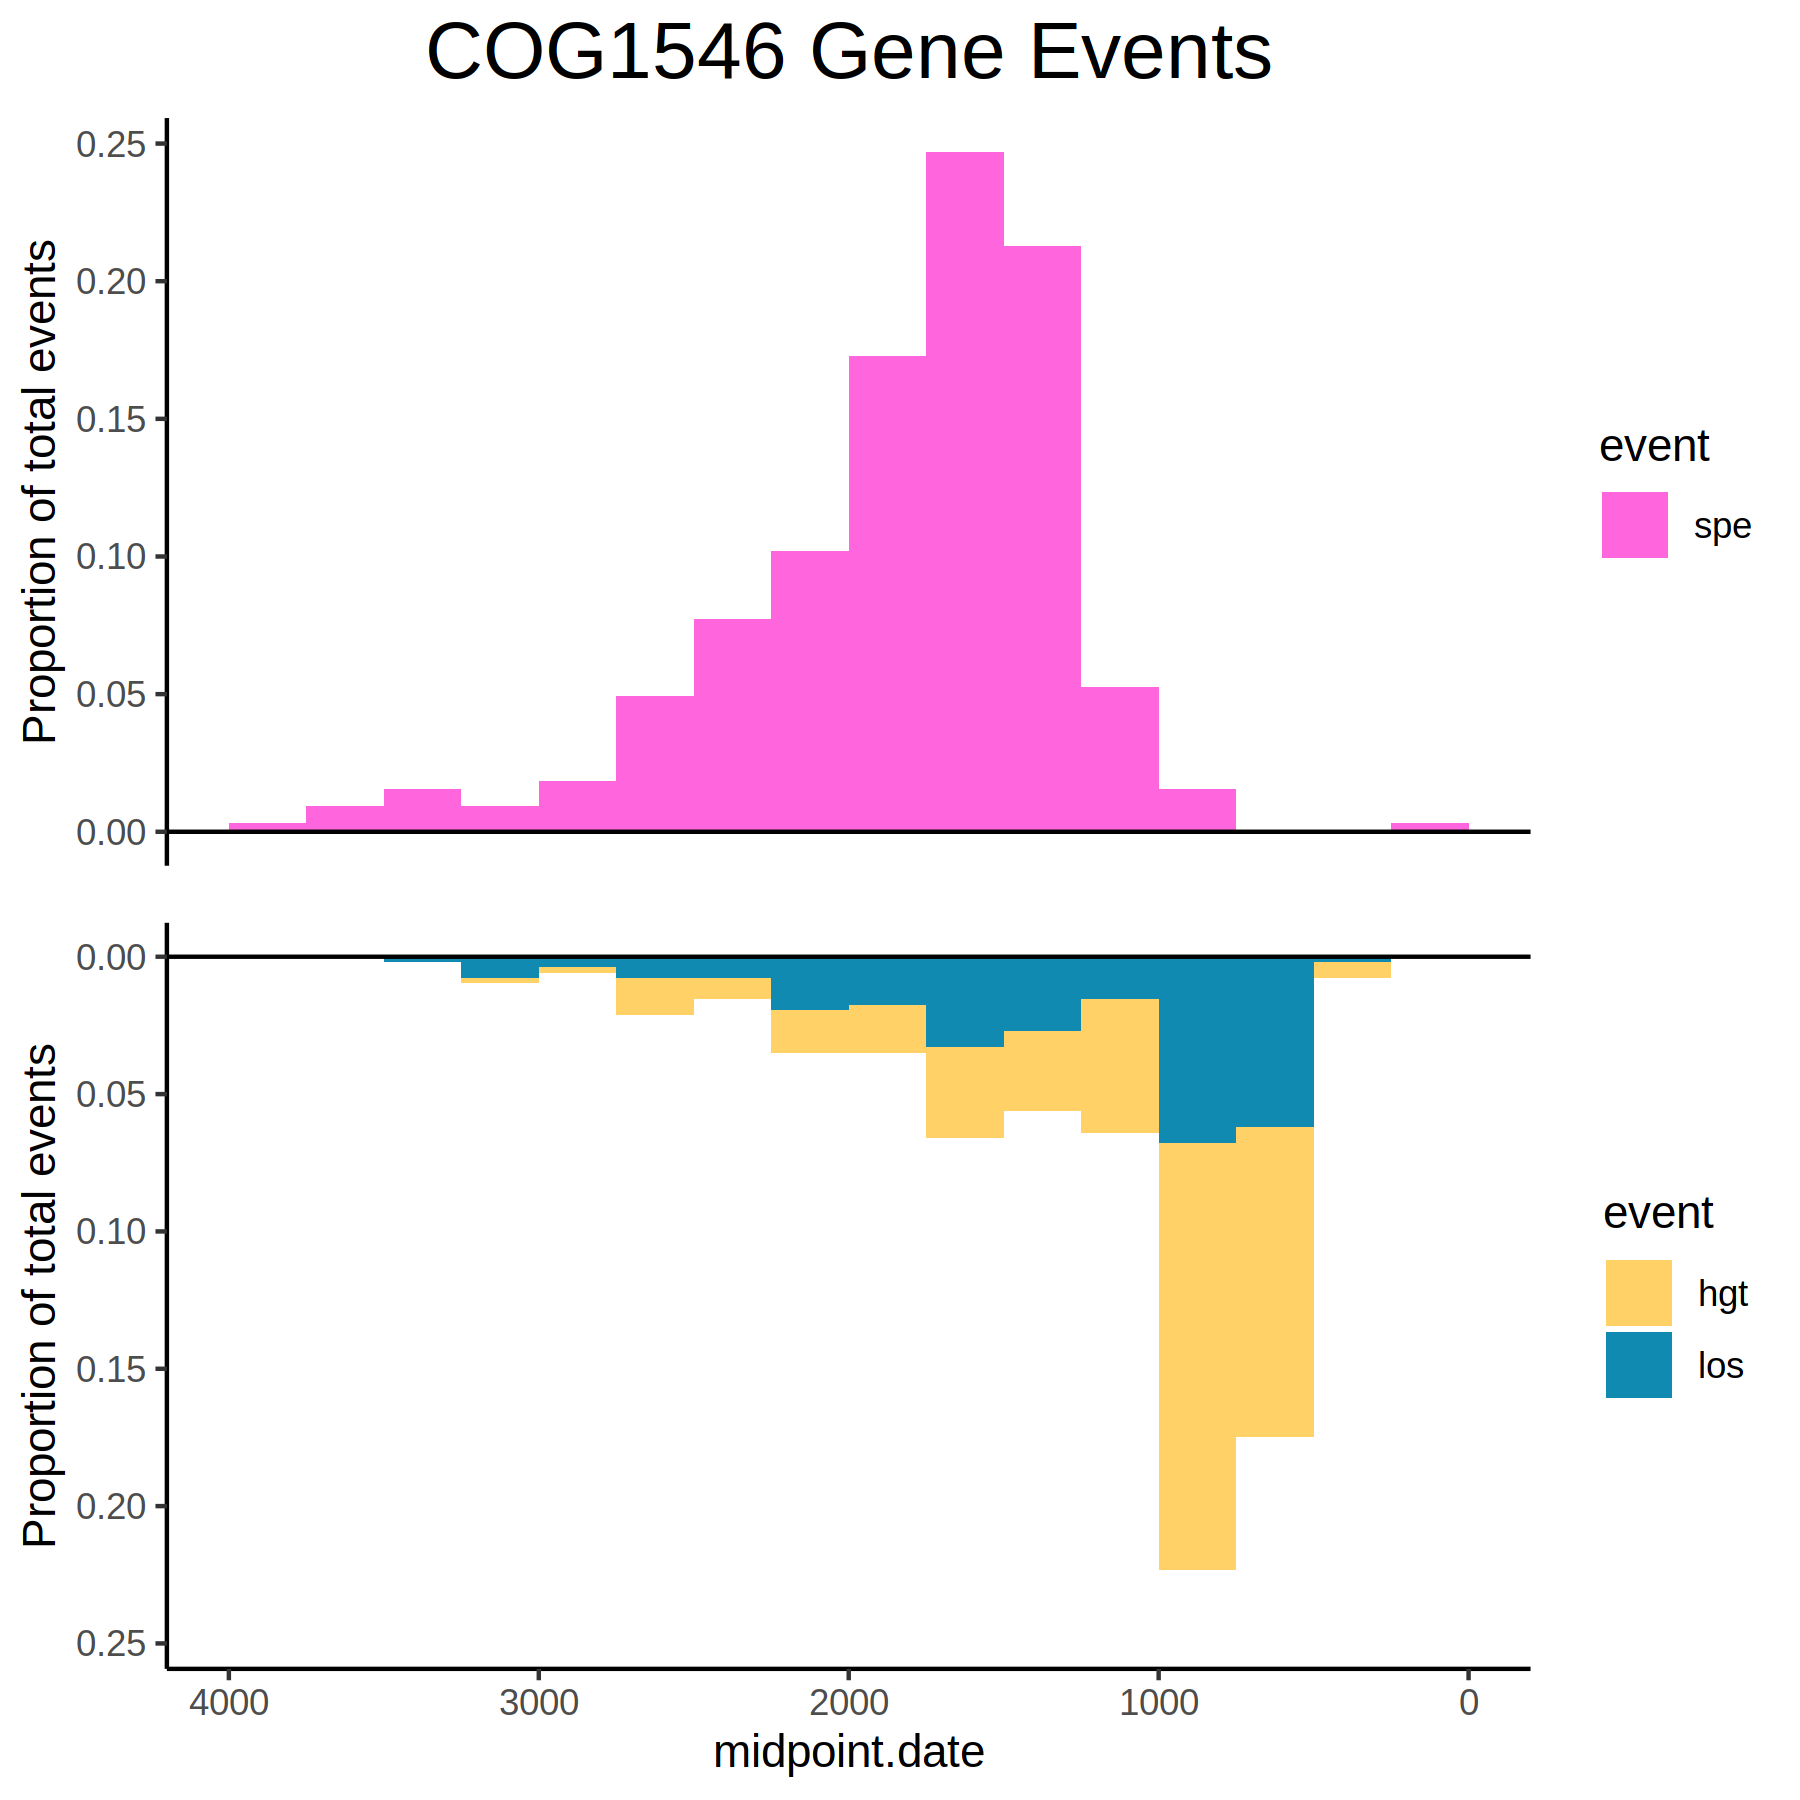 COG1546 Gene Events
Proportion of total events
0.25
0.20
0.15
0.10
0.05
0.00
event
spe
Proportion of total events
0.00
0.05
0.10
0.15
0.20
0.25
event
hgt
los
4000 3000 2000 1000 0
midpoint.date